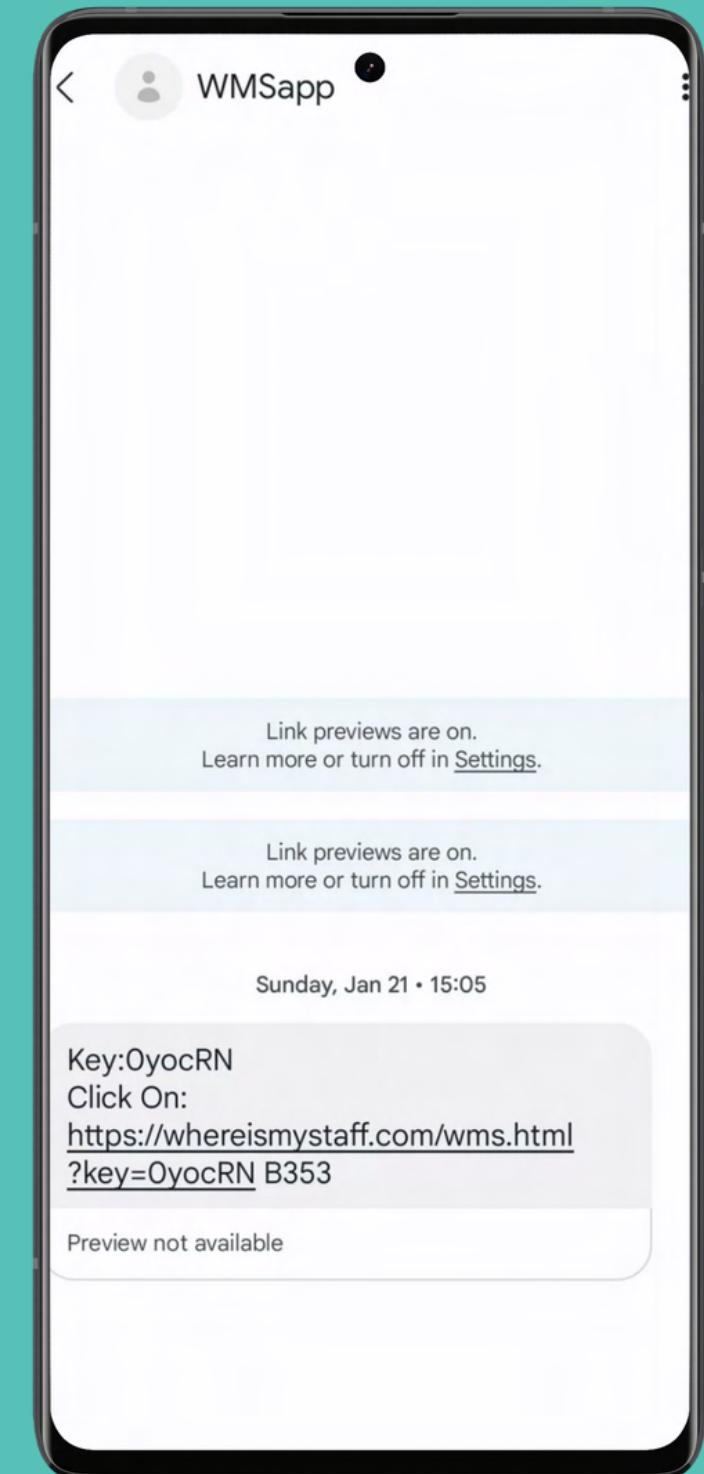 WMSapp
Link previews are on.
Learn more or turn off in Settings.
Link previews are on.
Learn more or turn off in Settings.
Sunday, Jan 21 • 15:05
Key:0yocRN
Click On:
https://whereismystaff.com/wms.html
?key=0yocRN B353
Preview not available